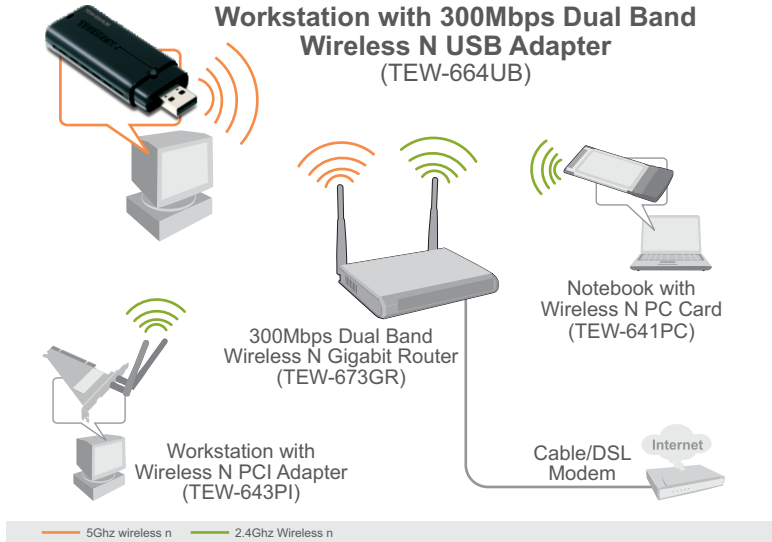 Workstation with 300Mbps Dual Band
Wireless N USB Adapter
(TEW-664UB)
300Mbps Dual Band
Wireless N Gigabit Router
(TEW-673GR)
Notebook with
Wireless N PC Card
(TEW-641PC)
Workstation with
Wireless N PCI Adapter
(TEW-643PI)
Cable/DSL
Modem
Internet
5Ghz wireless n
2.4Ghz Wireless n